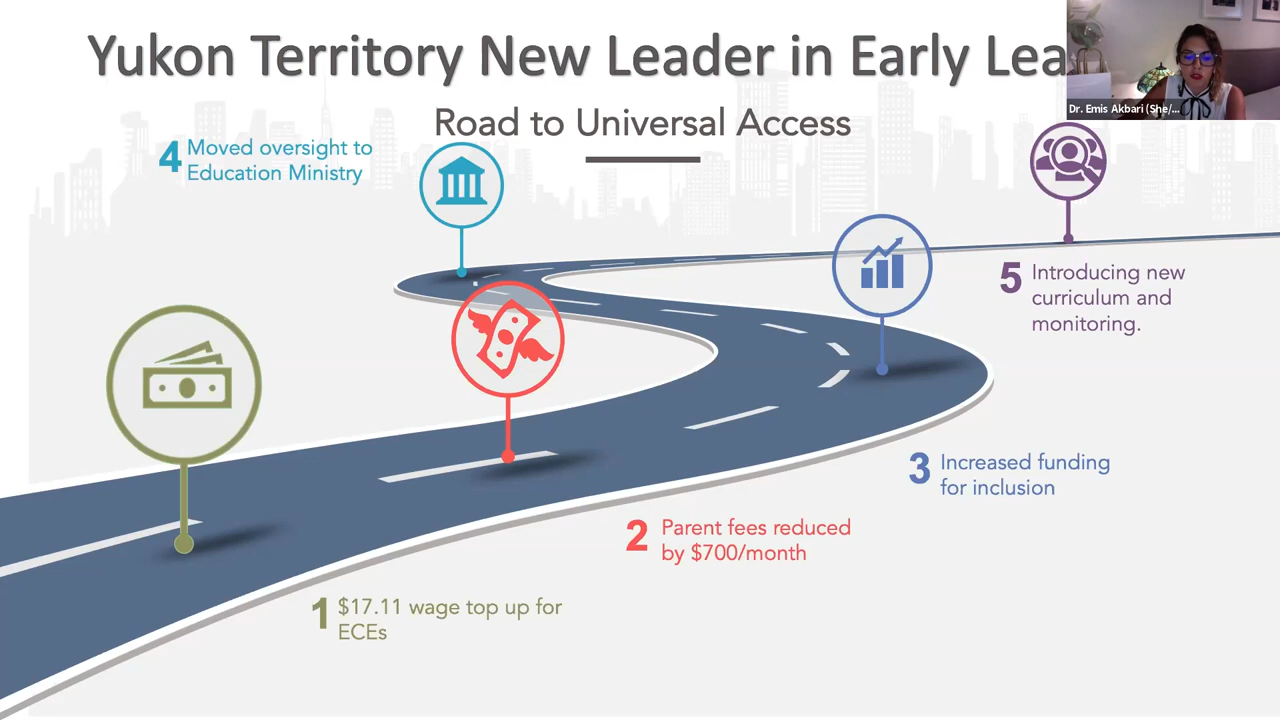 Yukon Territory New Leader in Early Lea
Dr. Emis Akbari (She/...
Road to Universal Access
4 Moved oversight to
Education Ministry
5 Introducing new
curriculum and
monitoring.
3 Increased funding
for inclusion
2 Parent fees reduced
by $700/month
1 $17.11 wage top up for
ECEs